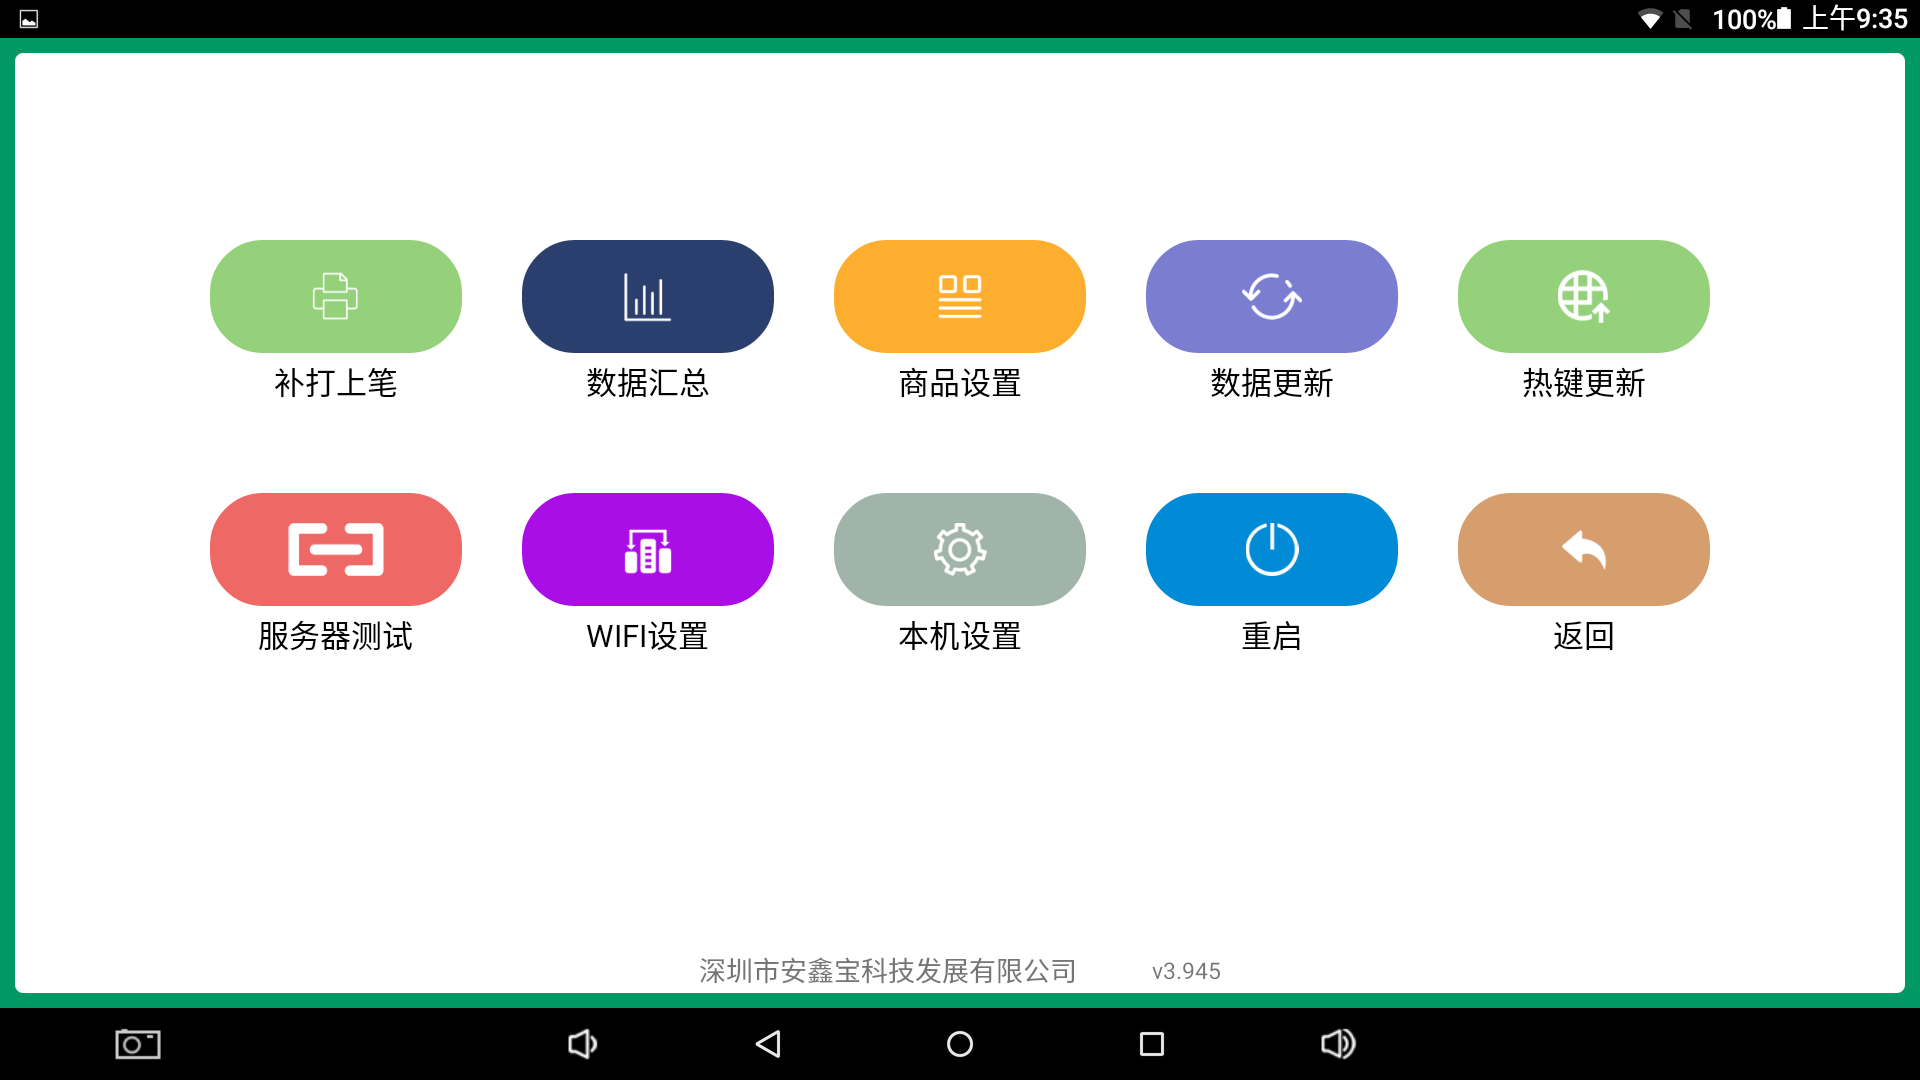 100% 上午9:35
补打上笔
数据汇总
商品设置
数据更新
热键更新
服务器测试
WIFI设置
本机设置
重启
返回
深圳市安鑫宝科技发展有限公司 v3.945